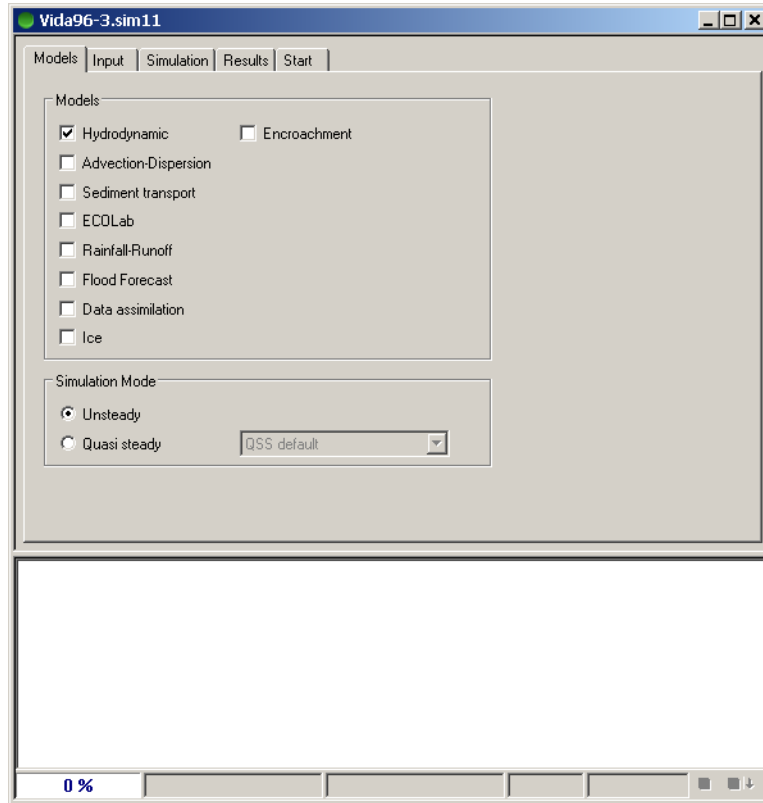 Vida96-3.sim11
Models Input Simulation Results Start
Models
Hydrodynamic Encroachment
Advection-Dispersion
Sediment transport
ECOLab
Rainfall-Runoff
Flood Forecast
Data assimilation
Ice
Simulation Mode
Unsteady
Quasi steady QSS default
0 %